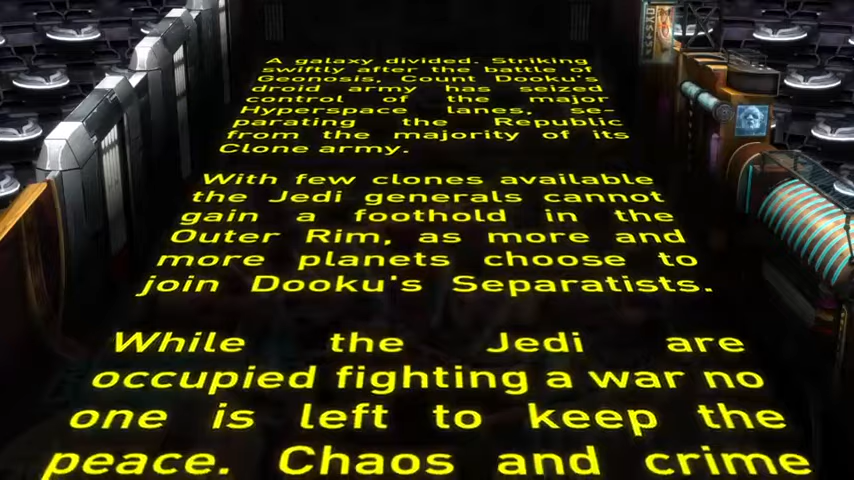 A galaxy divided. Striking
swiftly after the battle of
Geonosis, Count Dooku's
droid army has seized
control of the major
Hyperspace lanes, se-
parating the Republic
from the majority of its
Clone army.
With few clones available
the Jedi generals cannot
gain a foothold in the
Outer Rim, as more and
more planets choose to
join Dooku's Separatists.
While the Jedi are
occupied fighting a war no
one is left to keep the
peace. Chaos and crime